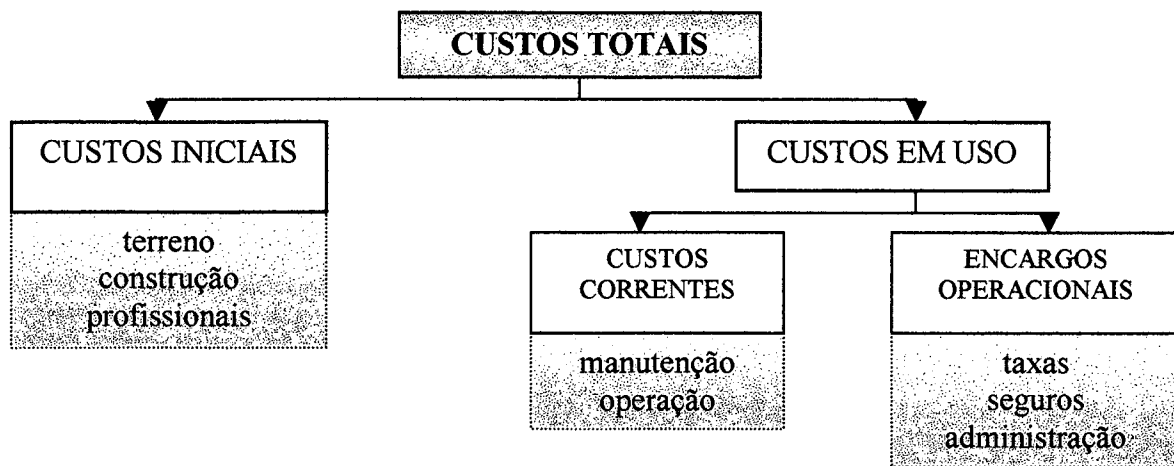 CUSTOS TOTAIS
CUSTOS INICIAIS
terreno
construção
profissionais
CUSTOS EM USO
CUSTOS
CORRENTES
manutenção
operação
ENCARGOS
OPERACIONAIS
taxas
seguros
administração